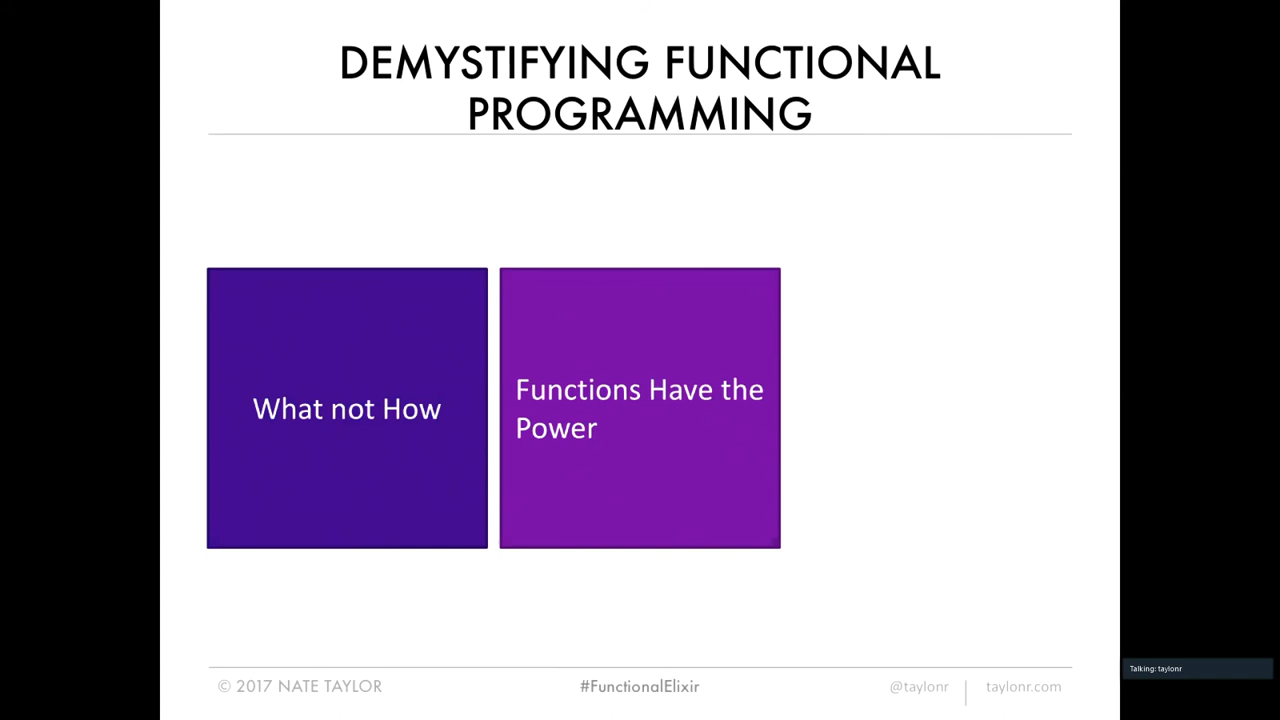 DEMYSTIFYING FUNCTIONAL
PROGRAMMING
What not How
Functions Have the
Power
© 2017 NATE TAYLOR
#FunctionalElixir
@taylonr
taylonr.com
Talking: taylonr